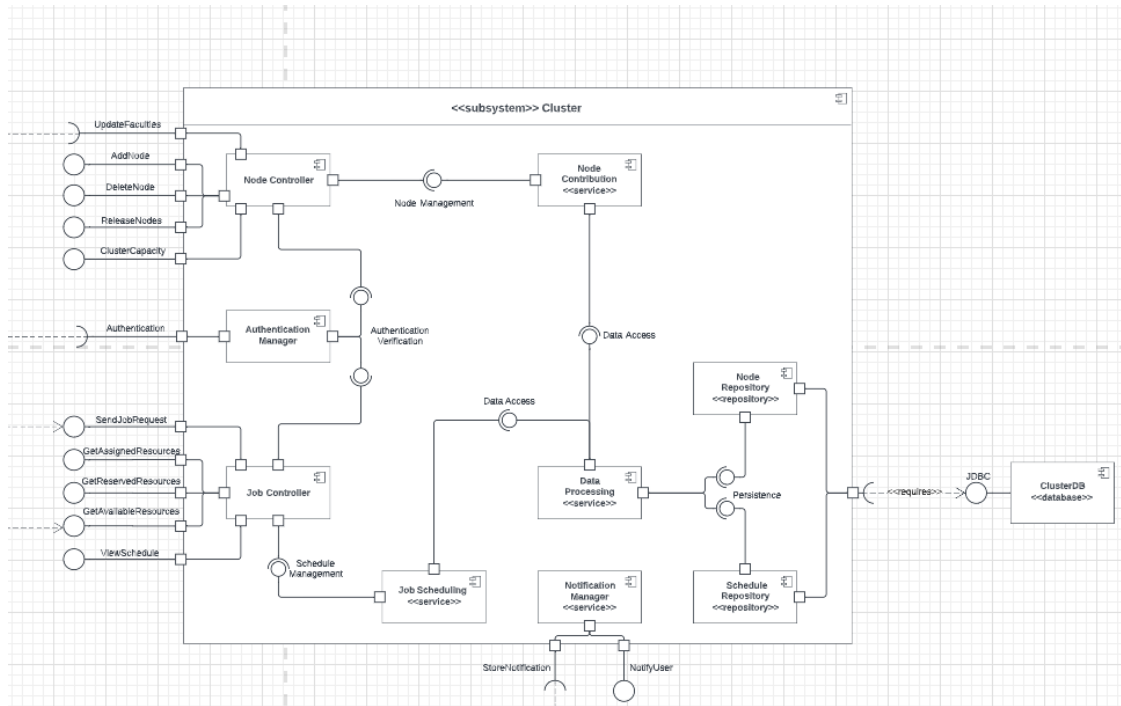 <<subsystem>> Cluster
UpdateFaculties
AddNode
DeleteNode
ReleaseNodes
ClusterCapacity
Node Controller
Node Management
Node
Contribution
<<service>>
Authentication
Authentication
Manager
Authentication
Verification
Data Access
Data Access
Node
Repository
<<repository>>
SendJobRequest
GetAssignedResources
GetReservedResources
GetAvailableResources
ViewSchedule
Job Controller
Schedule
Management
Job Scheduling
<<service>>
Data
Processing
<<service>>
Persistence
<<requires>>
JDBC
ClusterDB
<<database>>
Notification
Manager
<<service>>
Schedule
Repository
<<repository>>
StoreNotification
NotifyUser